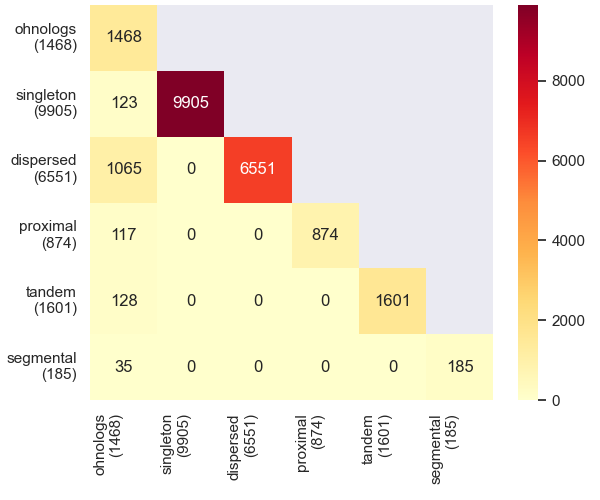 ohnologs
(1468)
1468
singleton
(9905)
123 9905
dispersed
(6551)
1065 0 6551
proximal
(874)
117 0 0 874
tandem
(1601)
128 0 0 0 1601
segmental
(185)
35 0 0 0 0 185
ohnologs
(1468)
singleton
(9905)
dispersed
(6551)
proximal
(874)
tandem
(1601)
segmental
(185)
8000
6000
4000
2000
0